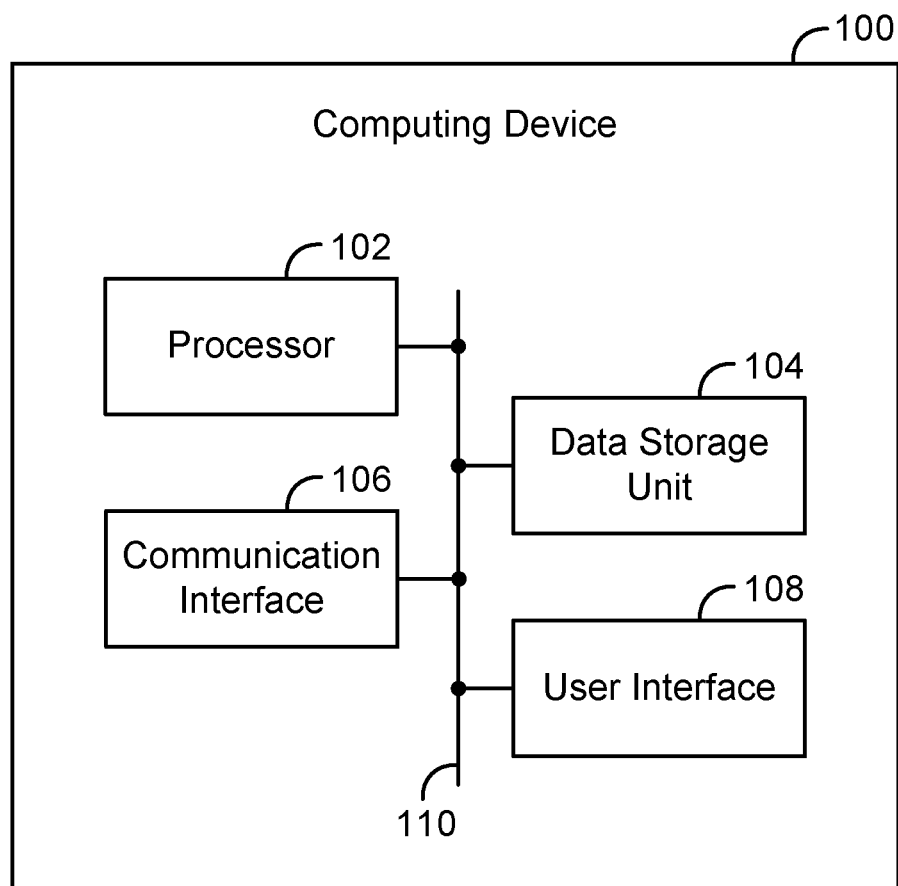 100
Computing Device
102
Processor
104
Data Storage
Unit
106
Communication
Interface
108
User Interface
110